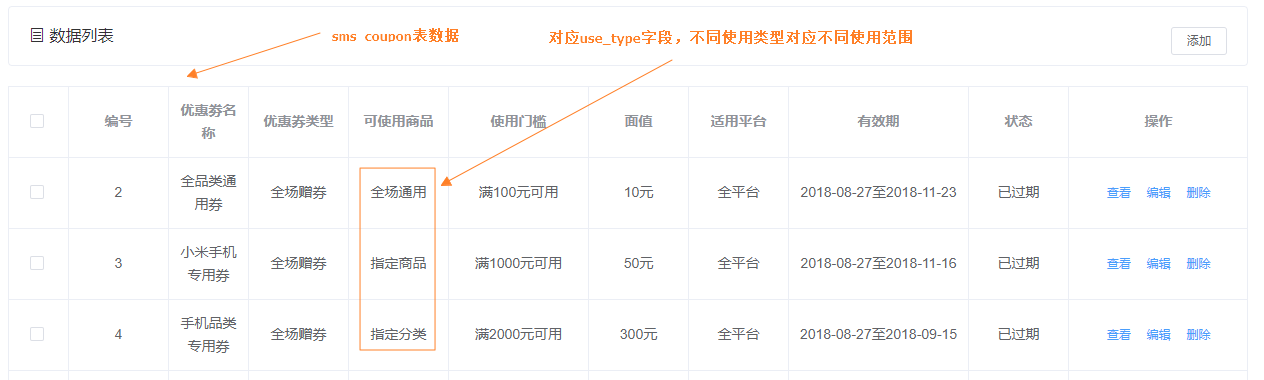 数据列表
sms_coupon表数据
对应use_type字段，不同使用类型对应不同使用范围
添加
编号 优惠劵名称 优惠券类型 可使用商品 使用门槛 面值 适用平台 有效期 状态 操作
2 全品类通用券 全场赠券 全场通用 满100元可用 10元 全平台 2018-08-27至2018-11-23 已过期 查看 编辑 删除
3 小米手机专用券 全场赠券 指定商品 满1000元可用 50元 全平台 2018-08-27至2018-11-16 已过期 查看 编辑 删除
4 手机品类专用券 全场赠券 指定分类 满2000元可用 300元 全平台 2018-08-27至2018-09-15 已过期 查看 编辑 删除